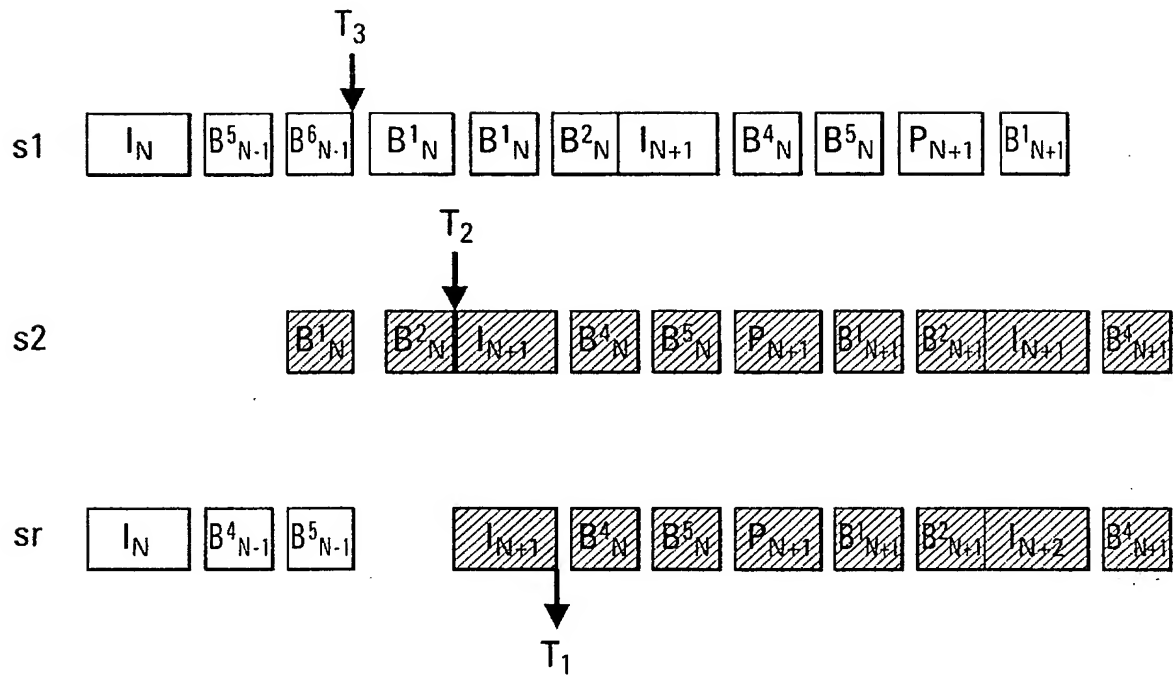 T3
s1 IN B5N-1 B6N-1 B1N B1N B2N IN+1 B4N B5N PN+1 B1N+1
T2
s2 B1N B2N IN+1 B4N B5N PN+1 B1N+1 B2N+1 IN+1 B4N+1
sr IN B4N-1 B5N-1 IN+1 B4N B5N PN+1 B1N+1 B2N+1 IN+2 B4N+1
T1